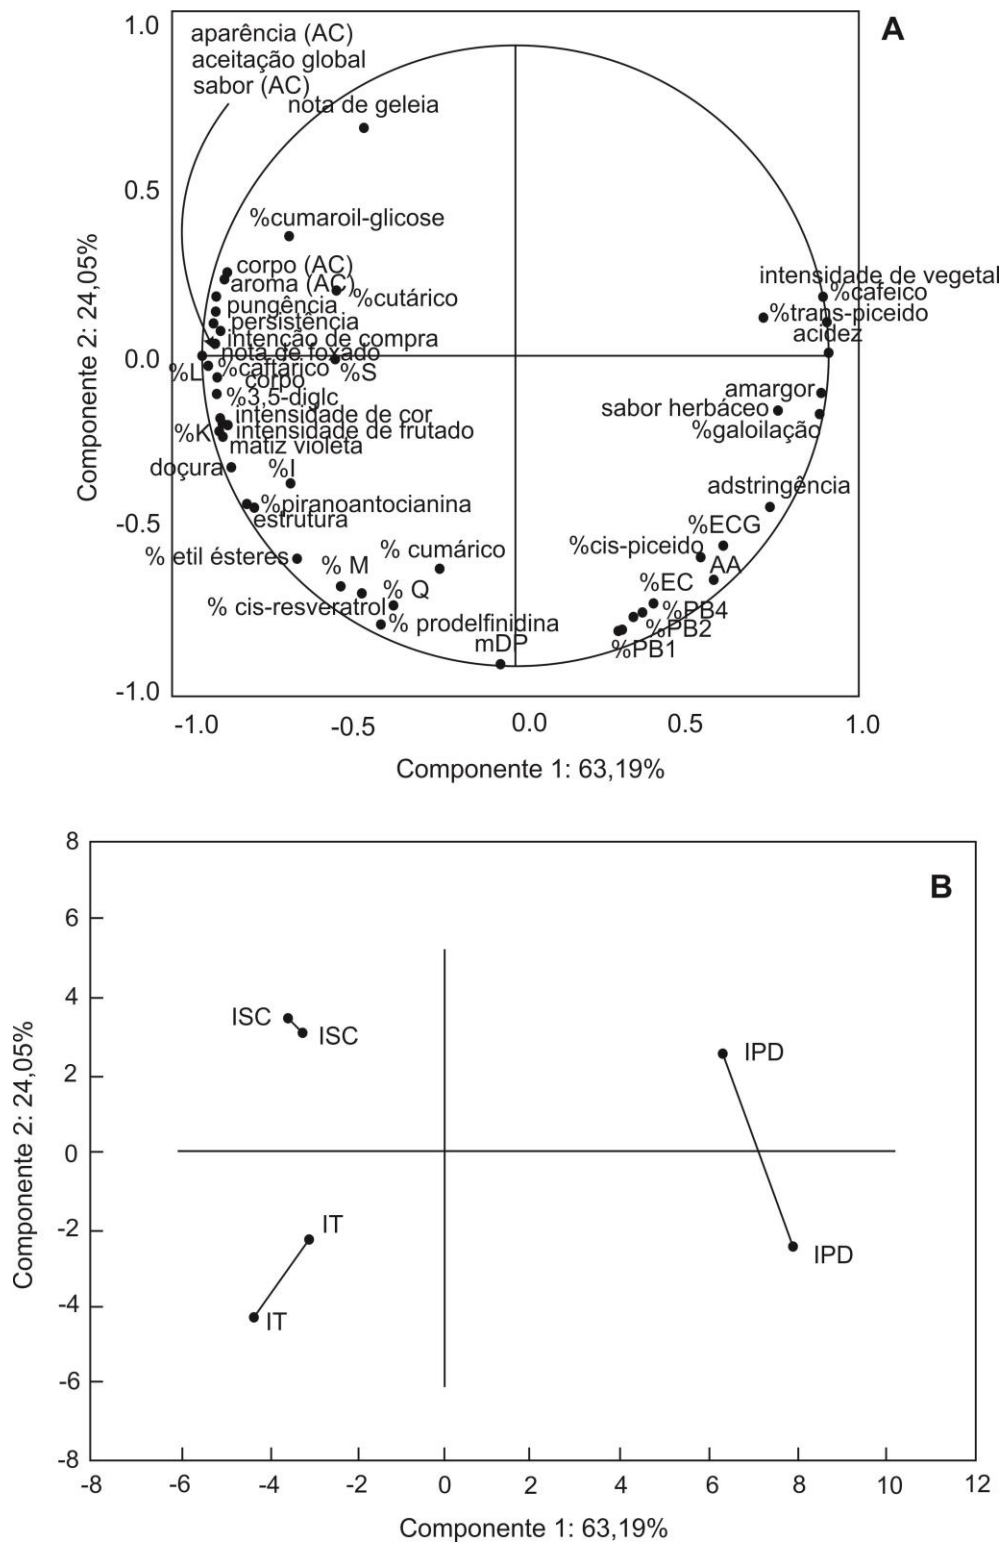 1.0
A
aparência (AC)
aceitação global
sabor (AC)
nota de geleia
0.5
%cumaroil-glicose
corpo (AC)
aroma (AC)
%cutárico
intensidade de vegetal
%cafeico
pungência
%trans-piceido
persistência
acidez
intenção de compra
0.0
nota de foxado
%L
%caftárico
%S
corpo
amargor
%3,5-diglc
sabor herbáceo
intensidade de cor
%K
intensidade de frutado
%galoilação
matiz violeta
doçura
%I
adstringência
%piranoantocianina
estrutura
%ECG
-0.5
% etil ésteres
% cumárico
%cis-piceido
% M
AA
% Q
%EC
% cis-resveratrol
%PB4
% prodelfinidina
%PB2
mDP
%PB1
-1.0
-1.0
-0.5
0.0
0.5
1.0
Componente 1: 63,19%
Componente 2: 24,05%
8
B
6
4
ISC
ISC
IPD
2
0
IT
-2
IPD
-4
IT
-6
-8
-8
-6
-4
-2
0
2
4
6
8
10
12
Componente 1: 63,19%
Componente 2: 24,05%